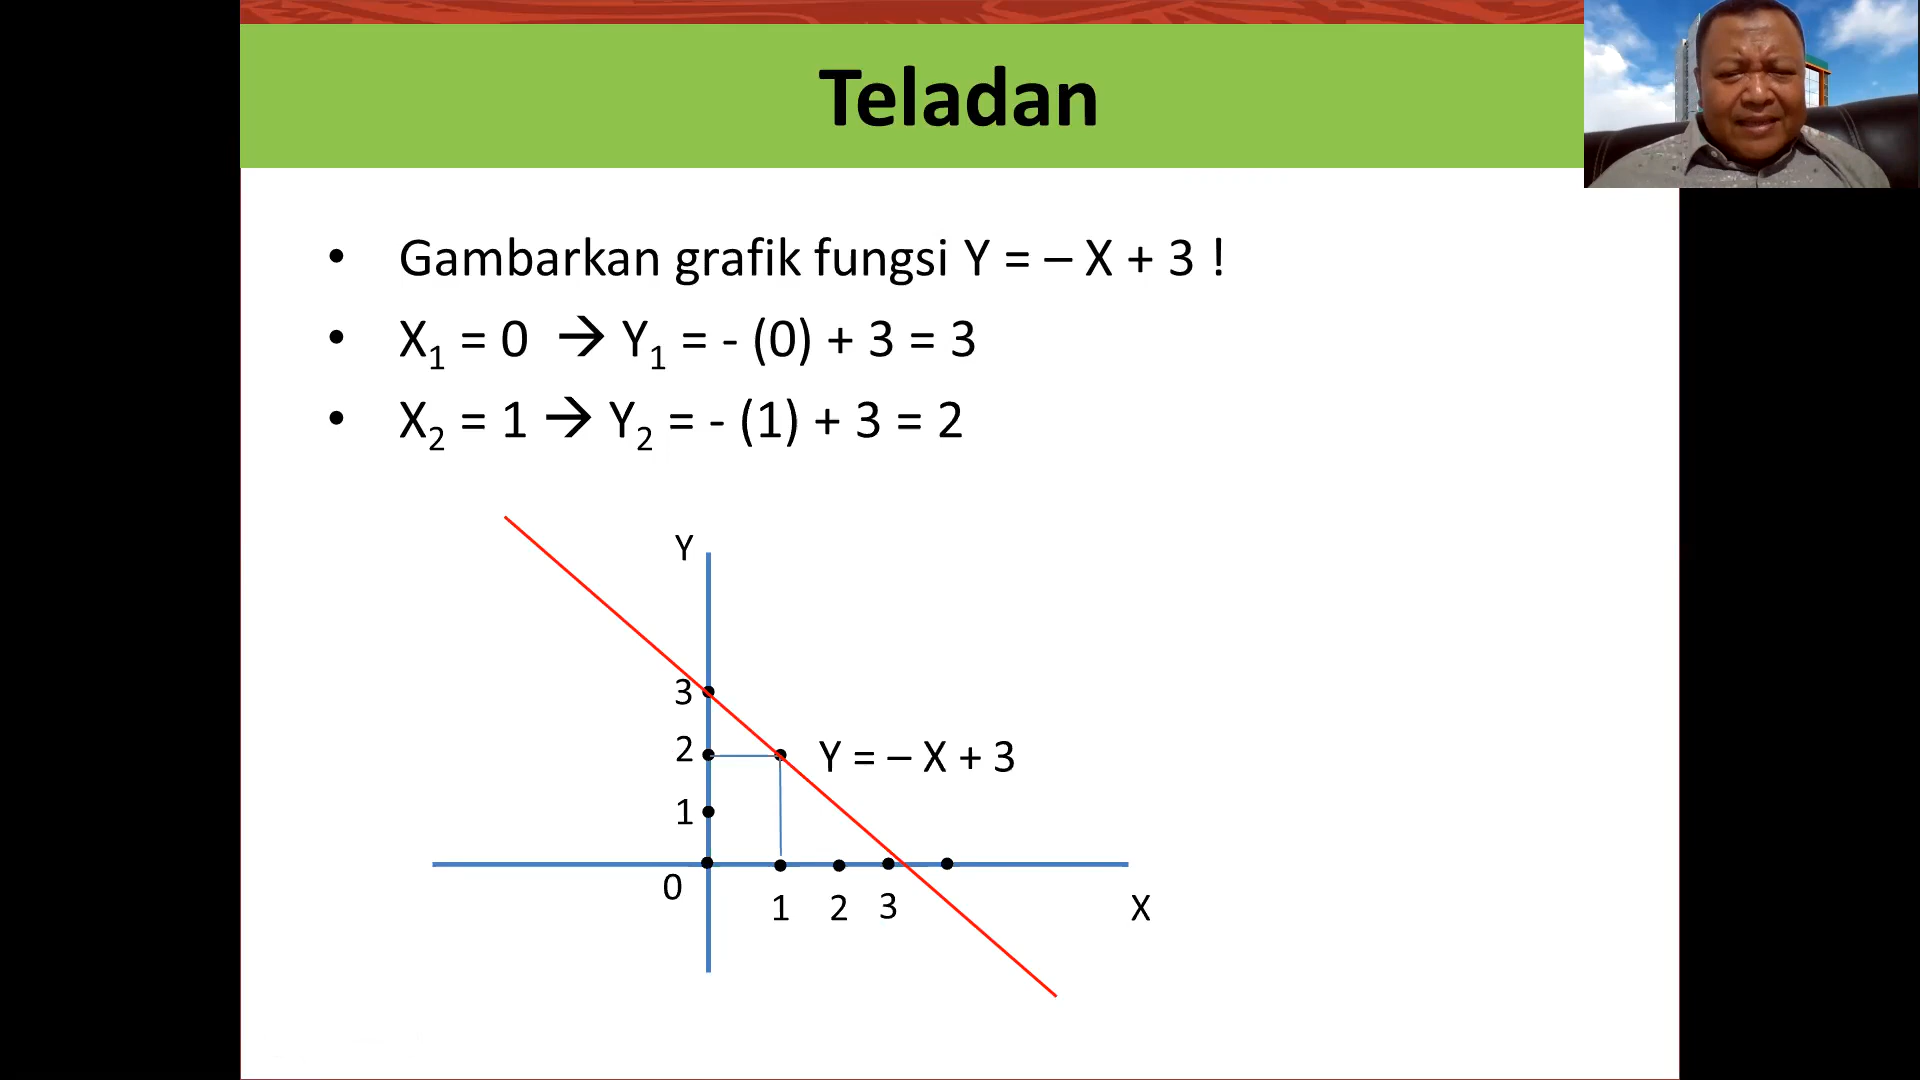 Teladan
• Gambarkan grafik fungsi Y = – X + 3 !
• X₁ = 0 → Y₁ = - (0) + 3 = 3
• X₂ = 1 → Y₂ = - (1) + 3 = 2
Y
3
2
Y = – X + 3
1
0
1 2 3
X